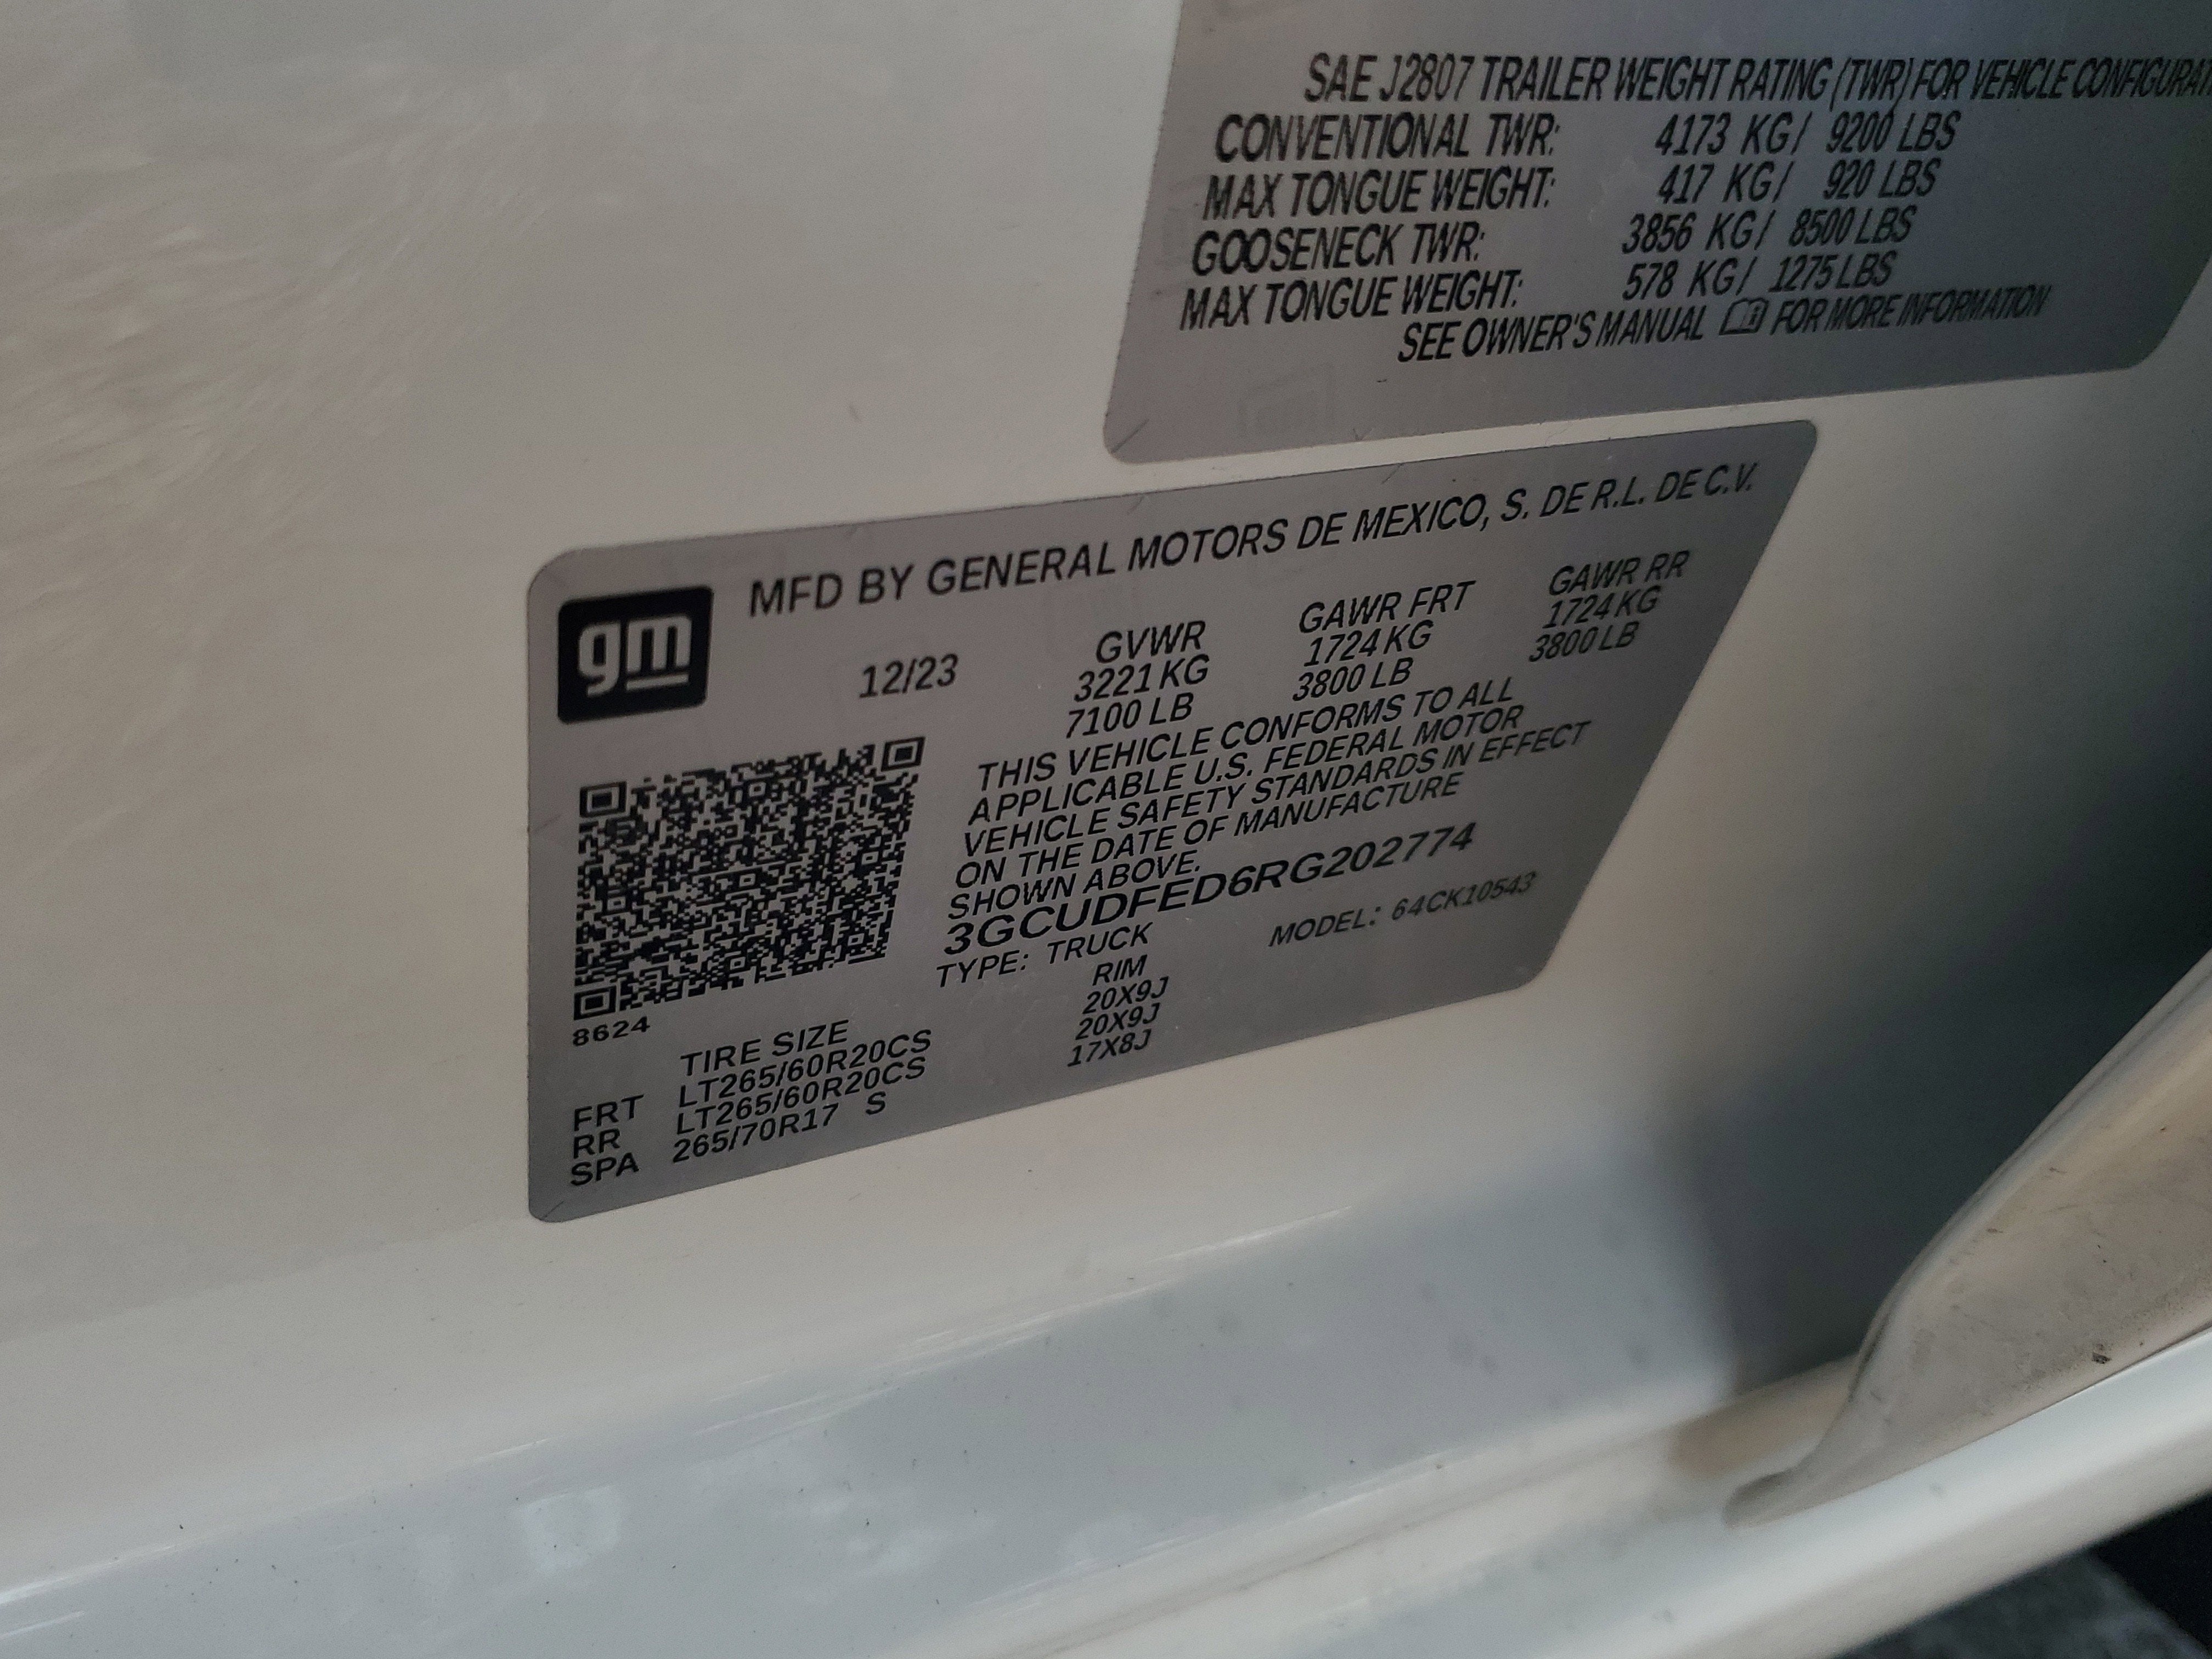 SAE J2807 TRAILER WEIGHT RATING (TWR) FOR VEHICLE CONFIGURAT
CONVENTIONAL TWR: 4173 KG/ 9200 LBS
MAX TONGUE WEIGHT: 417 KG/ 920 LBS
GOOSENECK TWR: 3856 KG/ 8500 LBS
MAX TONGUE WEIGHT: 578 KG/ 1275 LBS
SEE OWNER'S MANUAL FOR MORE INFORMATION
gm
MFD BY GENERAL MOTORS DE MEXICO, S. DE R.L. DE C.V.
12/23 GVWR GAWR FRT GAWR RR
3221 KG 1724 KG 1724 KG
7100 LB 3800 LB 3800 LB
THIS VEHICLE CONFORMS TO ALL
APPLICABLE U.S. FEDERAL MOTOR
VEHICLE SAFETY STANDARDS IN EFFECT
ON THE DATE OF MANUFACTURE
SHOWN ABOVE.
3GCUDFED6RG202774
TYPE: TRUCK MODEL: 64CK10543
8624
TIRE SIZE RIM
FRT LT265/60R20CS 20X9J
RR LT265/60R20CS 20X9J
SPA 265/70R17 S 17X8J